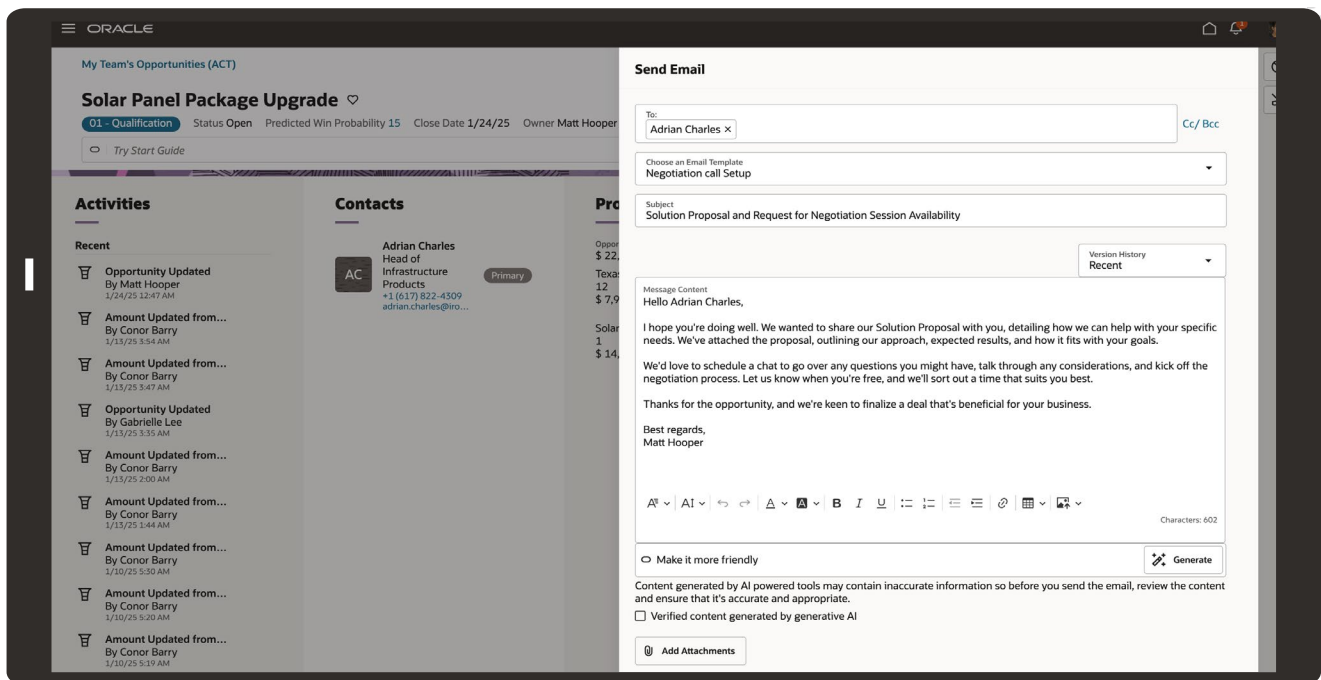 ORACLE
My Team's Opportunities (ACT)
Solar Panel Package Upgrade
01 - Qualification Status Open Predicted Win Probability 15 Close Date 1/24/25 Owner Matt Hooper
Try Start Guide
Activities
Recent
Opportunity Updated
By Matt Hooper
1/24/25 12:47 AM
Amount Updated from...
By Conor Barry
1/13/25 3:54 AM
Amount Updated from...
By Conor Barry
1/13/25 3:47 AM
Opportunity Updated
By Gabrielle Lee
1/13/25 3:35 AM
Amount Updated from...
By Conor Barry
1/13/25 2:00 AM
Amount Updated from...
By Conor Barry
1/13/25 1:44 AM
Amount Updated from...
By Conor Barry
1/10/25 5:30 AM
Amount Updated from...
By Conor Barry
1/10/25 5:20 AM
Amount Updated from...
By Conor Barry
1/10/25 5:19 AM
Contacts
AC
Adrian Charles
Head of
Infrastructure
Products
Primary
+1 (617) 822-4309
adrian.charles@iro...
Pro
Oppor
$ 22,
Texas
12
$ 7,9
Solar
1
$ 14,
Send Email
To:
Adrian Charles ×
Cc/ Bcc
Choose an Email Template
Negotiation call Setup
Subject
Solution Proposal and Request for Negotiation Session Availability
Version History
Recent
Message Content
Hello Adrian Charles,
I hope you're doing well. We wanted to share our Solution Proposal with you, detailing how we can help with your specific
needs. We've attached the proposal, outlining our approach, expected results, and how it fits with your goals.
We'd love to schedule a chat to go over any questions you might have, talk through any considerations, and kick off the
negotiation process. Let us know when you're free, and we'll sort out a time that suits you best.
Thanks for the opportunity, and we're keen to finalize a deal that's beneficial for your business.
Best regards,
Matt Hooper
Characters: 602
Make it more friendly
Generate
Content generated by AI powered tools may contain inaccurate information so before you send the email, review the content
and ensure that it's accurate and appropriate.
Verified content generated by generative AI
Add Attachments